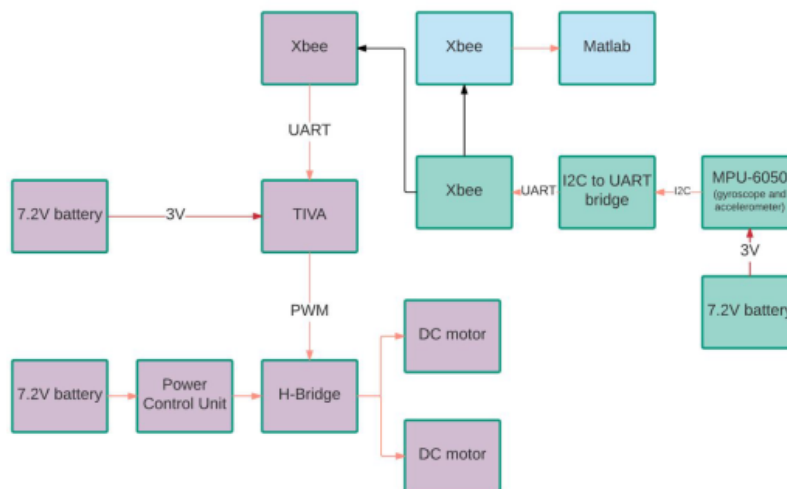 Xbee
Xbee
Matlab
UART
Xbee
UART
I2C to UART
bridge
I2C
MPU-6050
(gyroscope and
accelerometer)
7.2V battery
3V
TIVA
3V
7.2V battery
PWM
DC motor
7.2V battery
Power
Control Unit
H-Bridge
DC motor